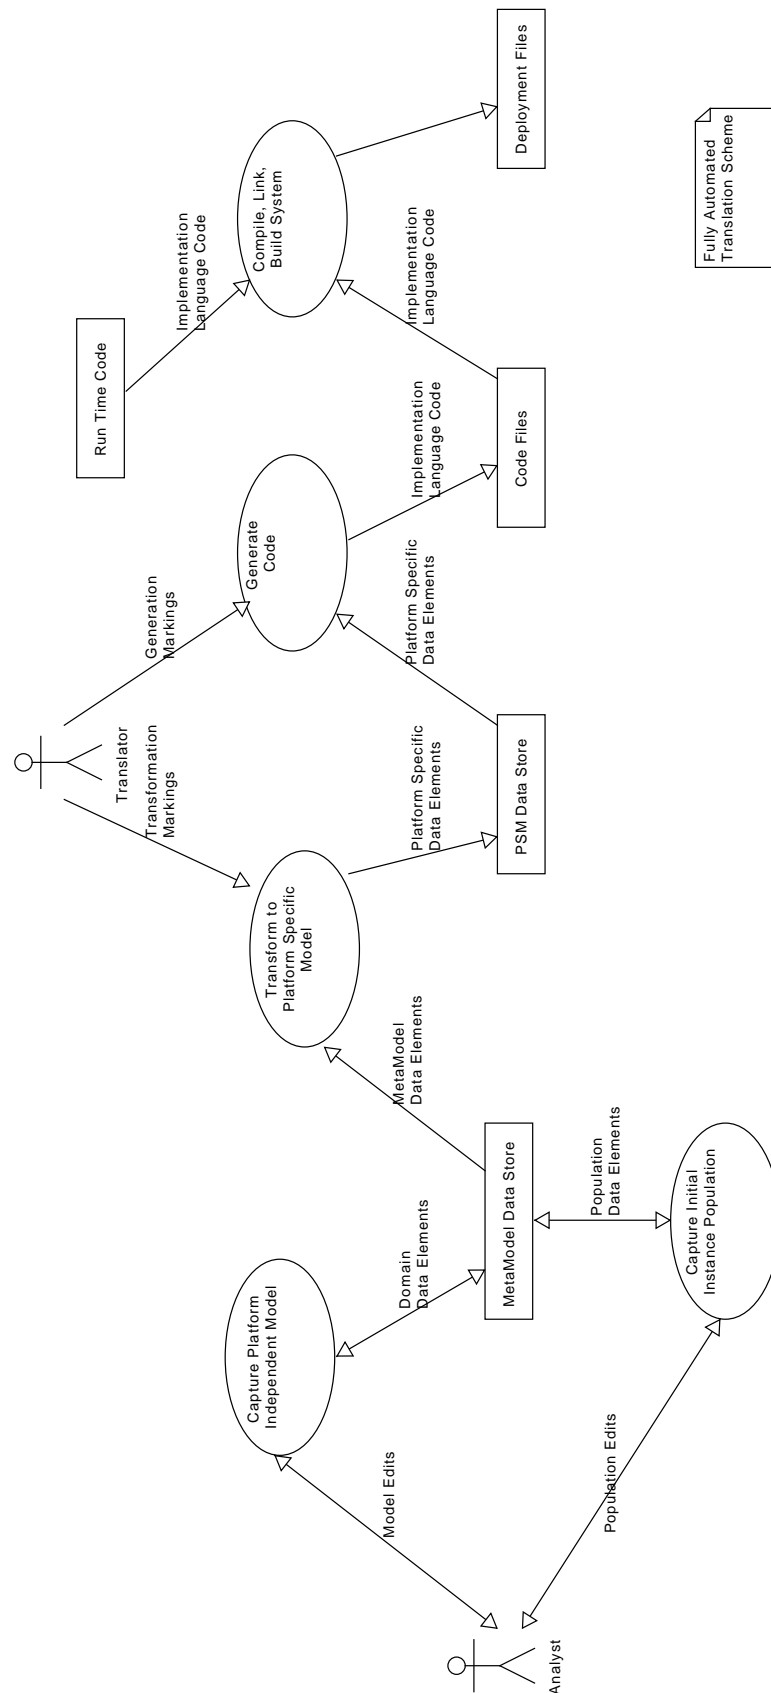 Analyst
Model Edits
Population Edits
Capture Platform
Independent Model
Domain
Data Elements
MetaModel Data Store
Population
Data Elements
Capture Initial
Instance Population
MetaModel
Data Elements
Transform to
Platform Specific
Model
Translator
Transformation
Markings
Generation
Markings
Platform Specific
Data Elements
PSM Data Store
Platform Specific
Data Elements
Generate
Code
Implementation
Language Code
Code Files
Run Time Code
Implementation
Language Code
Implementation
Language Code
Compile, Link,
Build System
Deployment Files
Fully Automated
Translation Scheme